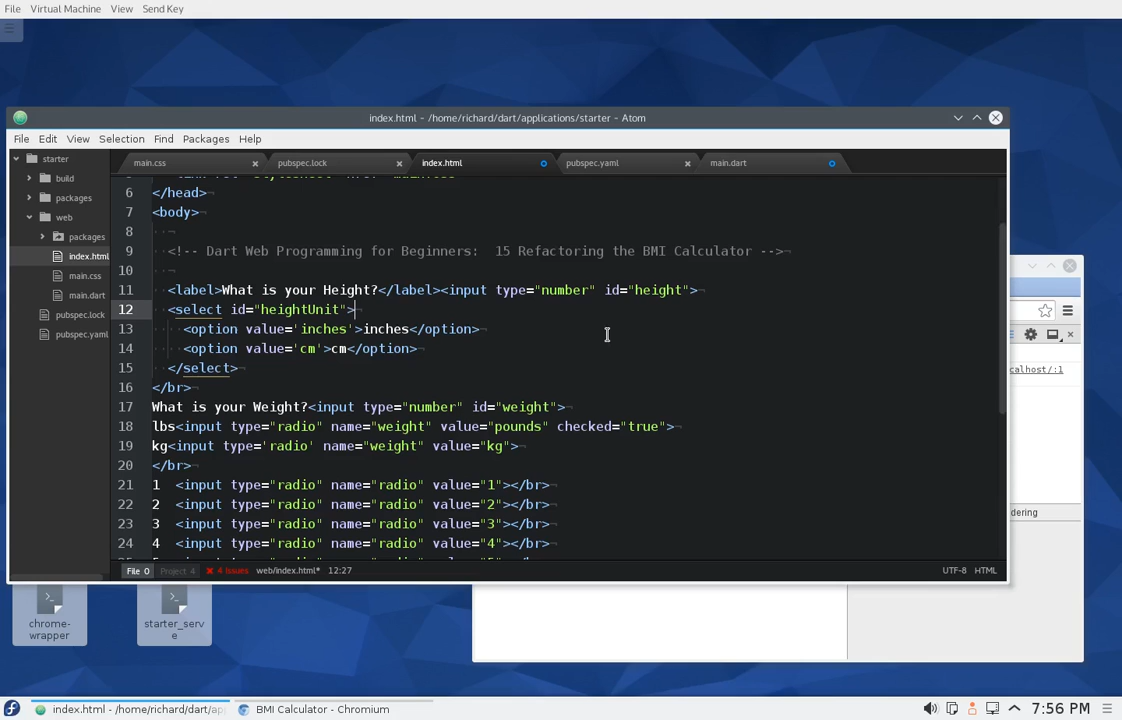 File Virtual Machine View Send Key
index.html - /home/richard/dart/applications/starter - Atom
File Edit View Selection Find Packages Help
starter
build
packages
web
packages
index.html
main.css
main.dart
pubspec.lock
pubspec.yaml
main.css pubspec.lock index.html pubspec.yaml main.dart
6 </head>¬
7 <body>¬
8 ¬
9 <!-- Dart Web Programming for Beginners:  15 Refactoring the BMI Calculator -->¬
10 ¬
11 <label>What is your Height?</label><input type="number" id="height">¬
12 <select id="heightUnit">¬
13 <option value='inches'>inches</option>¬
14 <option value='cm'>cm</option>¬
15 </select>¬
16 </br>¬
17 What is your Weight?<input type="number" id="weight">¬
18 lbs<input type="radio" name="weight" value="pounds" checked="true">¬
19 kg<input type='radio' name="weight" value="kg">¬
20 </br>¬
21 1  <input type="radio" name="radio" value="1"></br>¬
22 2  <input type="radio" name="radio" value="2"></br>¬
23 3  <input type="radio" name="radio" value="3"></br>¬
24 4  <input type="radio" name="radio" value="4"></br>¬
File 0 Project 4 4 Issues web/index.html* 12:27 UTF-8 HTML
calhost/:1
dering
chrome-
wrapper
starter_serv
e
index.html - /home/richard/dart/ap
BMI Calculator - Chromium
7:56 PM